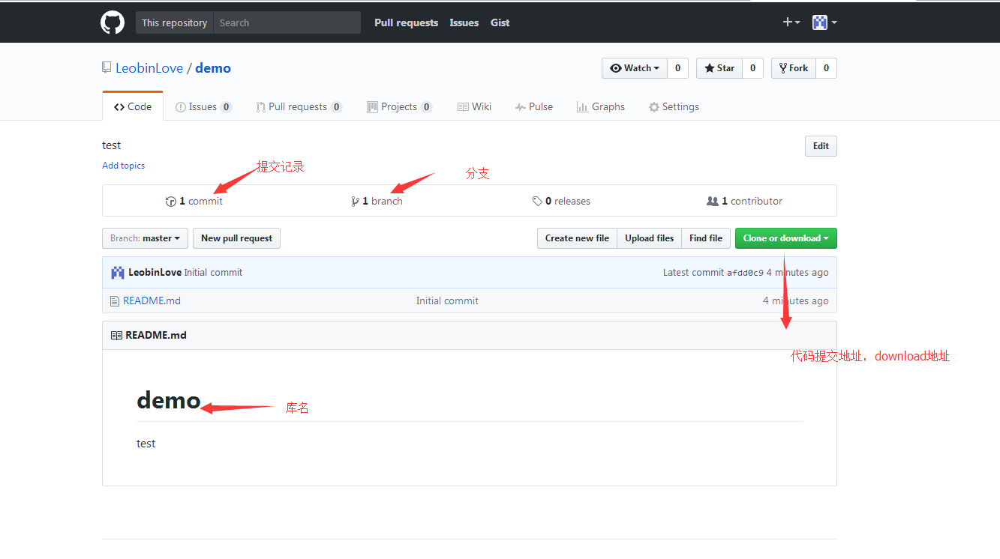 This repository Search Pull requests Issues Gist
LeobinLove / demo Watch 0 Star 0 Fork 0
Code Issues 0 Pull requests 0 Projects 0 Wiki Pulse Graphs Settings
test Edit
Add topics
提交记录
分支
1 commit 1 branch 0 releases 1 contributor
Branch: master New pull request Create new file Upload files Find file Clone or download
LeobinLove Initial commit Latest commit afdd0c9 4 minutes ago
README.md Initial commit 4 minutes ago
README.md
代码提交地址，download地址
demo
库名
test